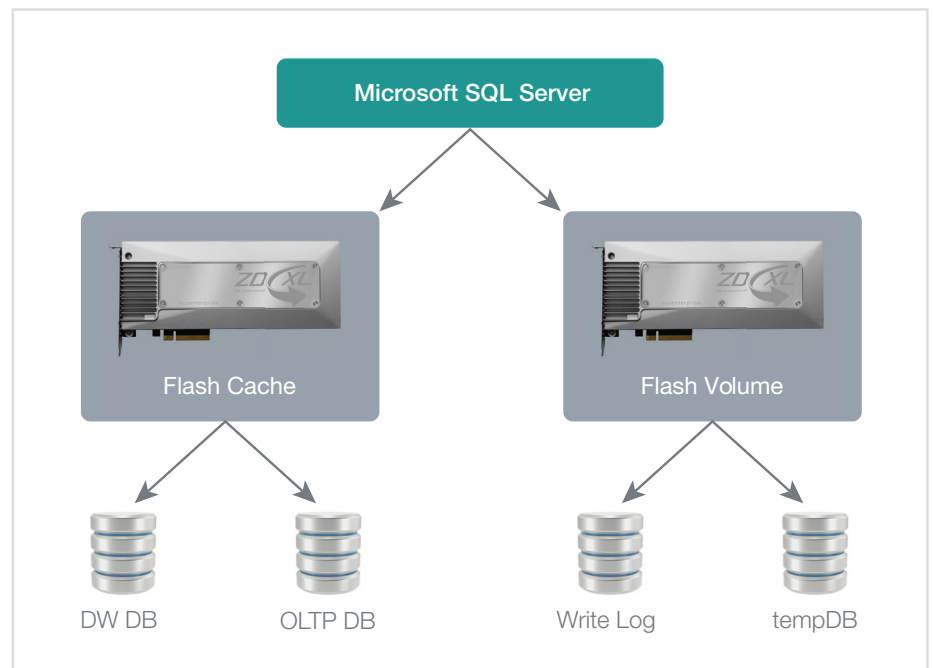 Microsoft SQL Server
ZD XL
ZD XL
Flash Cache
Flash Volume
DW DB
OLTP DB
Write Log
tempDB